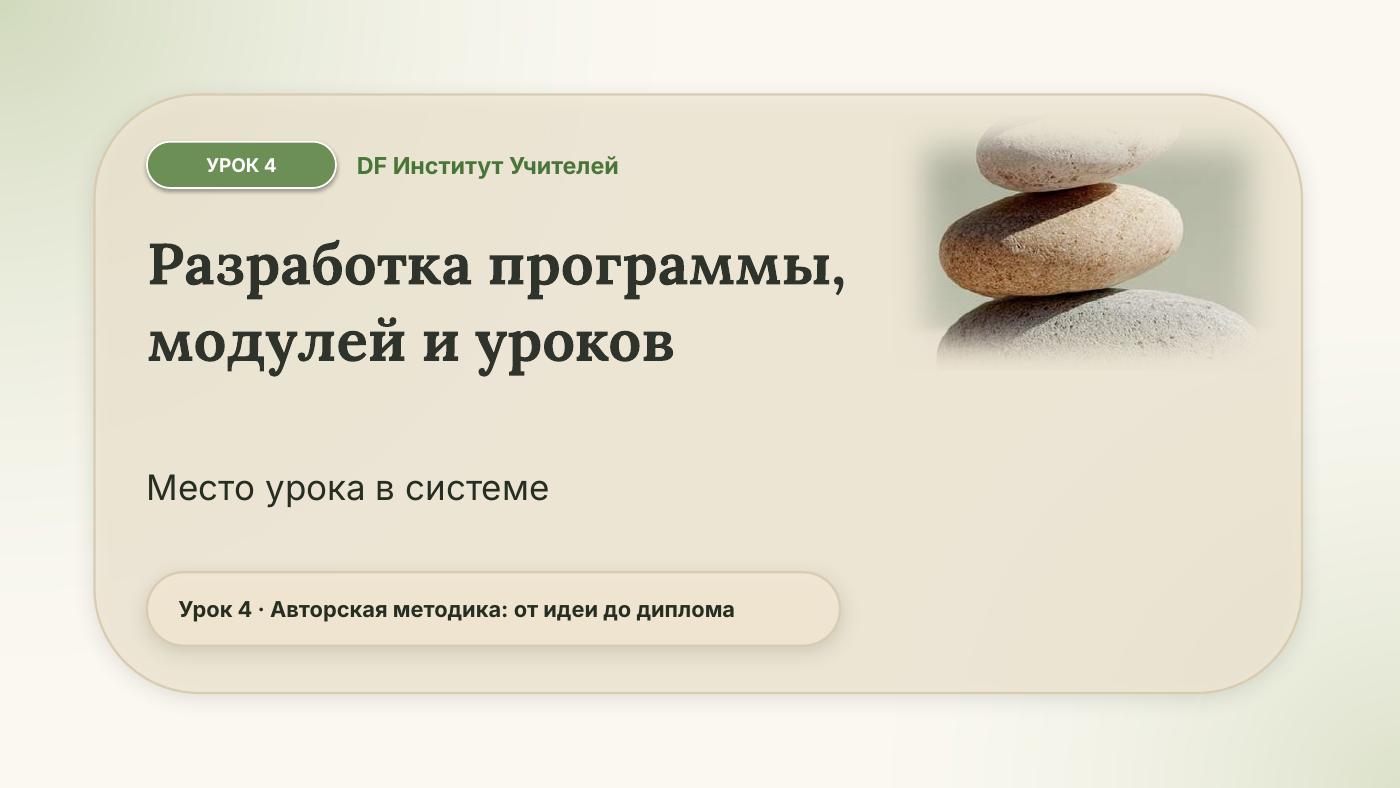 УРОК 4
DF Институт Учителей
Разработка программы,
модулей и уроков
Место урока в системе
Урок 4 · Авторская методика: от идеи до диплома